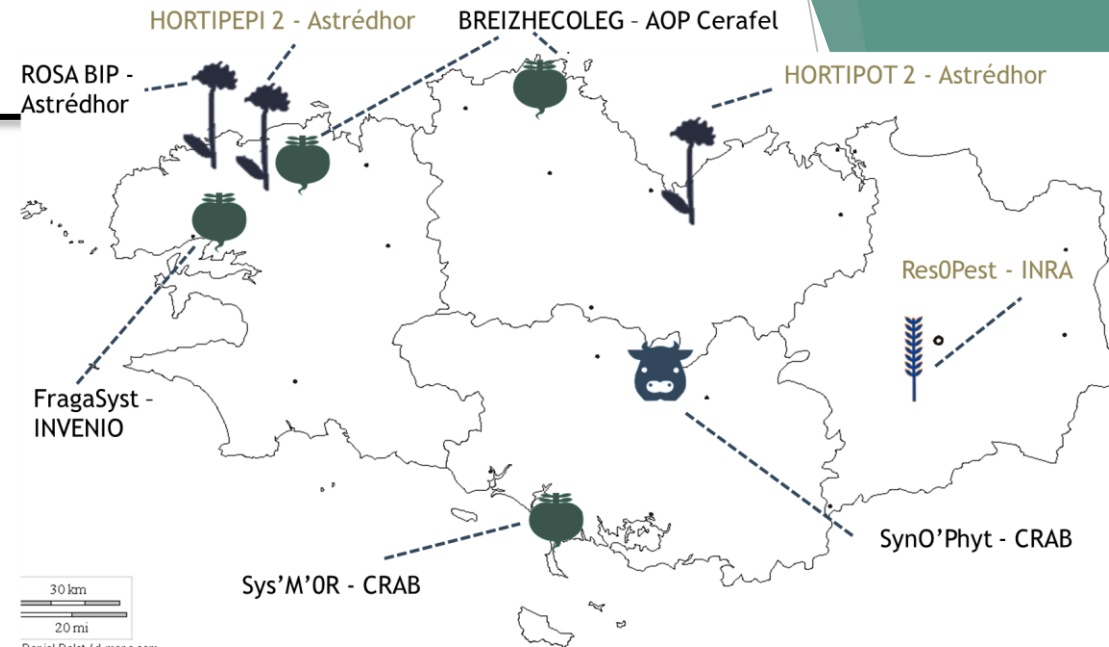 HORTIPEPI 2 - Astrédhor
BREIZHECOLEG – AOP Cerafel
ROSA BIP -
Astrédhor
HORTIPOT 2 - Astrédhor
Res0Pest - INRA
FragaSyst –
INVENIO
SynO’Phyt - CRAB
Sys’M’0R - CRAB
30 km
20 mi